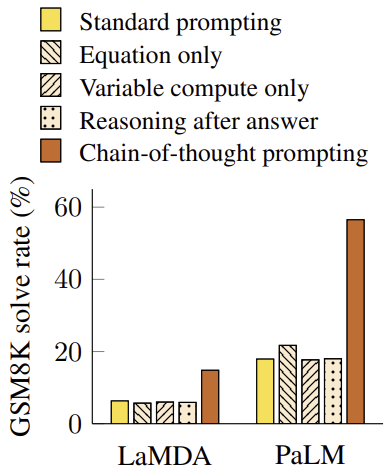 Standard prompting
Equation only
Variable compute only
Reasoning after answer
Chain-of-thought prompting
GSM8K solve rate (%)
60
40
20
0
LaMDA
PaLM